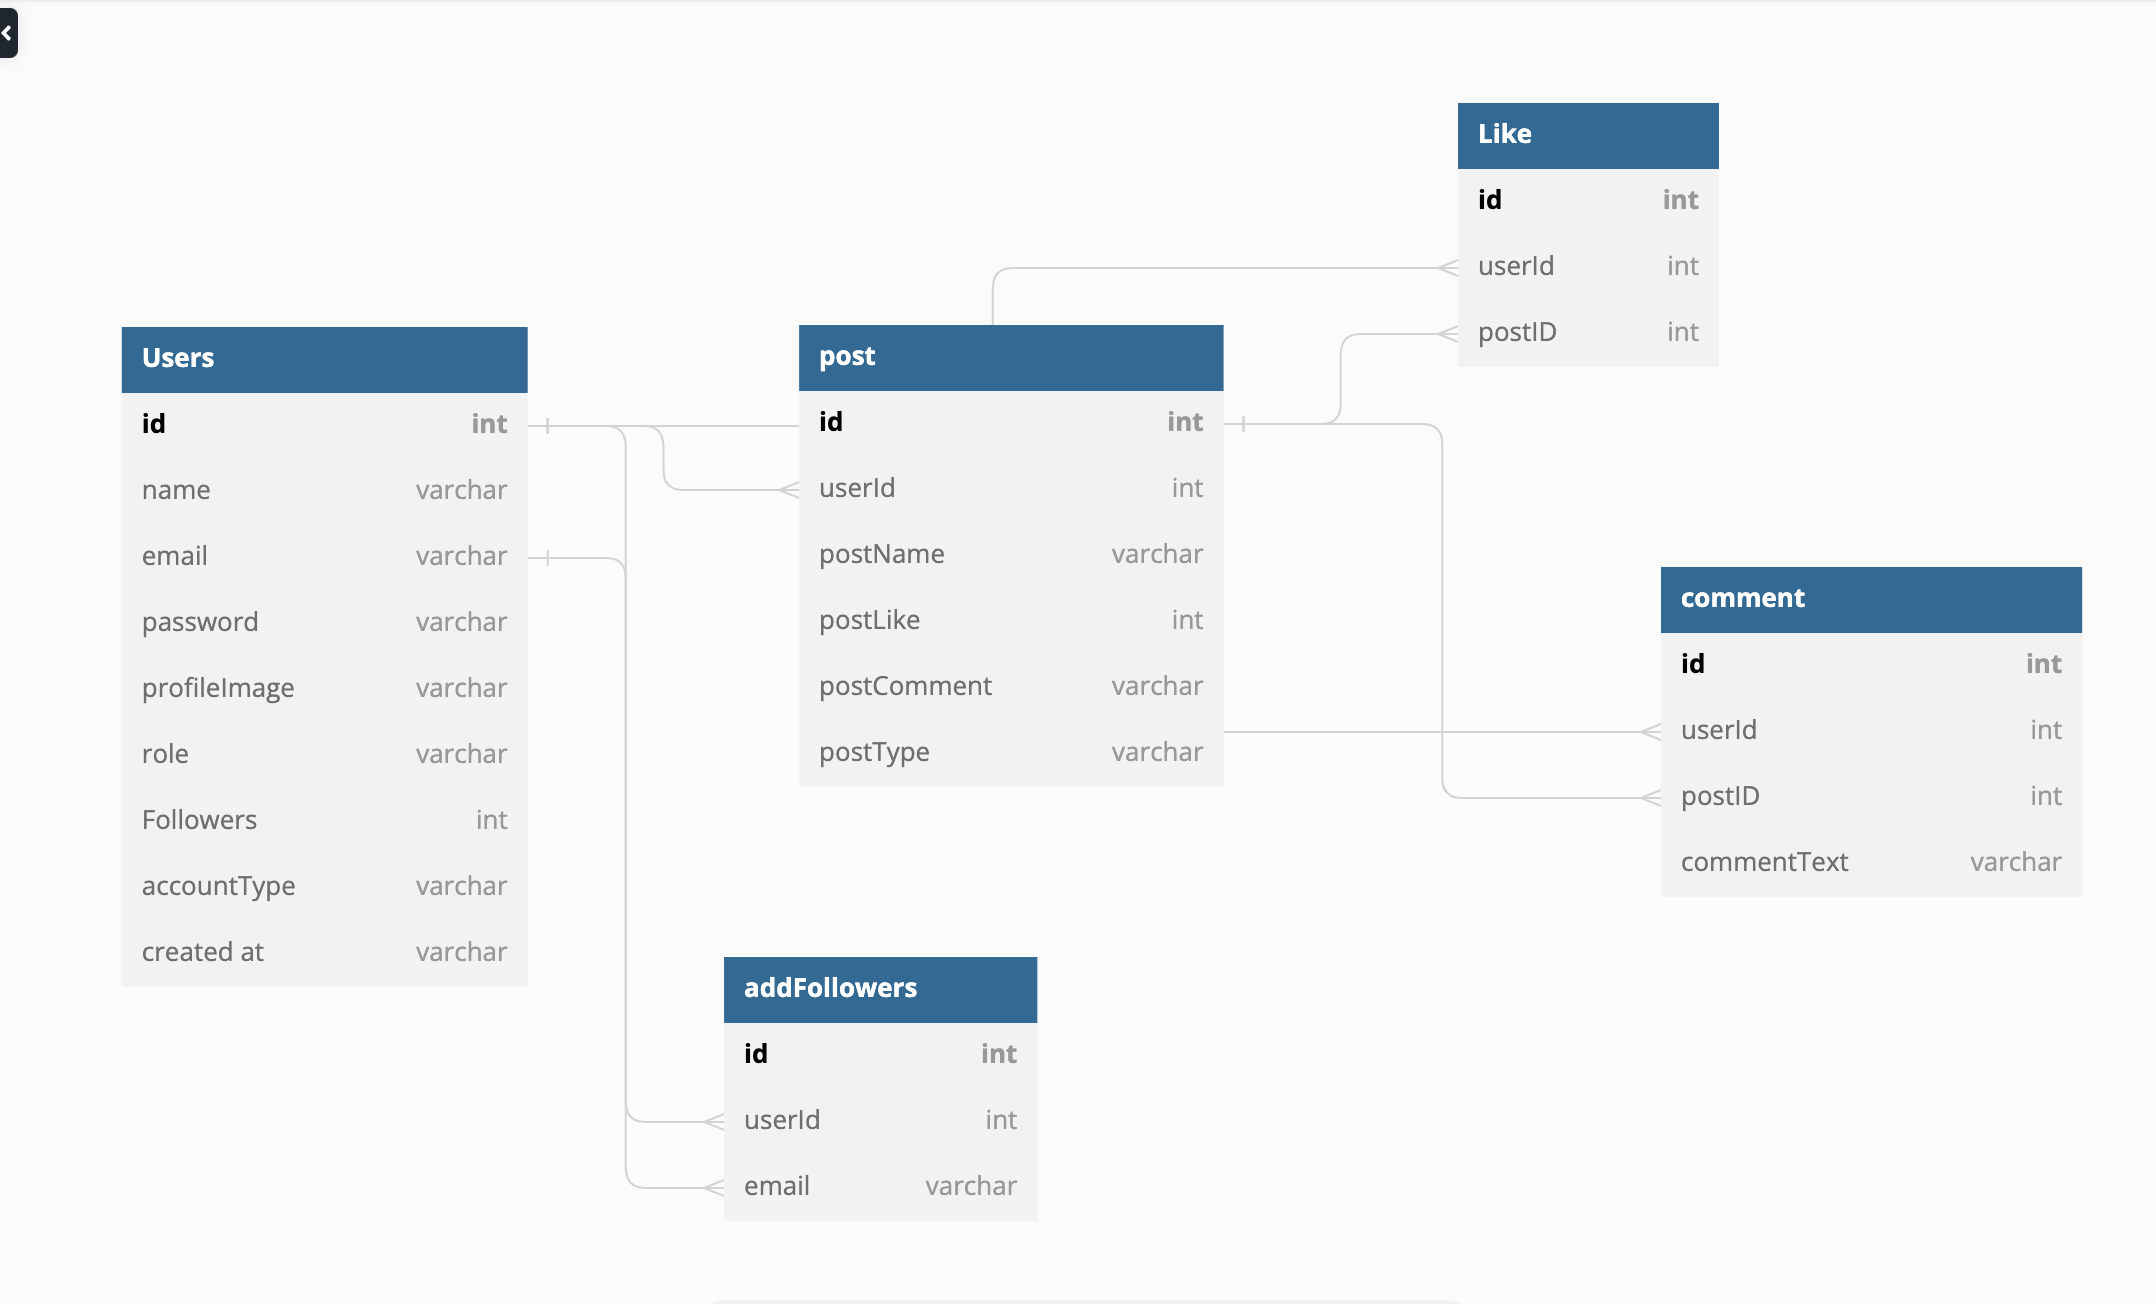 Like
id int
userId int
postID int
Users
id int
name varchar
email varchar
password varchar
profileImage varchar
role varchar
Followers int
accountType varchar
created at varchar
post
id int
userId int
postName varchar
postLike int
postComment varchar
postType varchar
comment
id int
userId int
postID int
commentText varchar
addFollowers
id int
userId int
email varchar